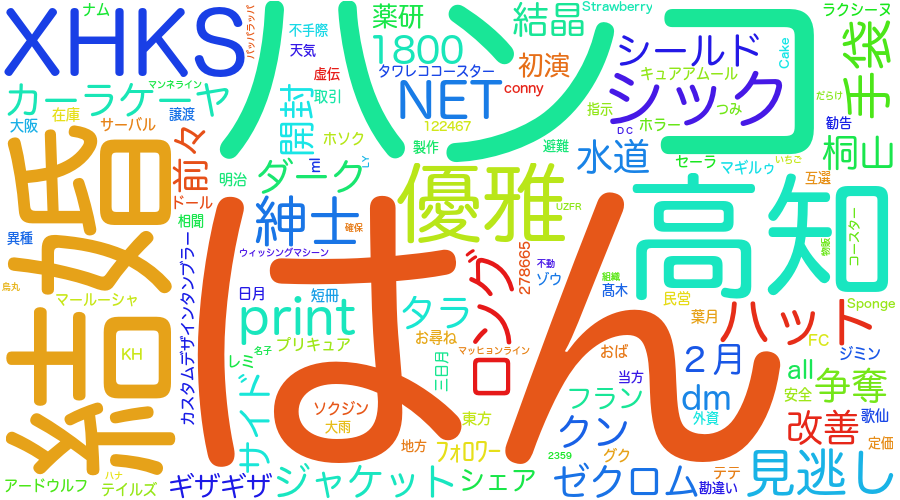 XHKS
ナム
パッパラッパ
ハンコ
不手際
天気
虚伝
取引
薬研
1800
結晶
Strawberry
タワレココースター
conny
初演
シールド
キュアアムール
シック
Cake
ラクシーヌ
手袋
だらけ
カーラケーヤ
マンネライン
在庫
譲渡
大阪
サーバル
開封
ホソク
NET
122467
製作
避難
指示
ホラー
つみ
DC
勧告
水道
セーラ
マギルゥ
いちご
互選
桐山
結婚
前々
ドール
明治
ml
LY
ダーク
相聞
異種
紳士
確保
優雅
UZFR
高知
烏丸
マールーシャ
カスタムデザインタンブラー
ウィッシングマシーン
はん
日月
短冊
print
タラ
ロング
278665
不動
ゾウ
組織
髙木
民営
葉月
物販
コースター
Sponge
ハット
FC
KH
レミ
名子
プリキュア
お尋ね
マッヒョンライン
三日月
おば
2月
ジミン
サイド
ソクジン
大雨
東方
地方
フォロワー
当方
フラン
クン
2359
グク
dm
外資
all
安全
争奪
改善
歌仙
定価
アードウルフ
ハナ
テイルズ
ギザギザ
ジャケット
シェア
ゼクロム
テテ
勘違い
見逃し